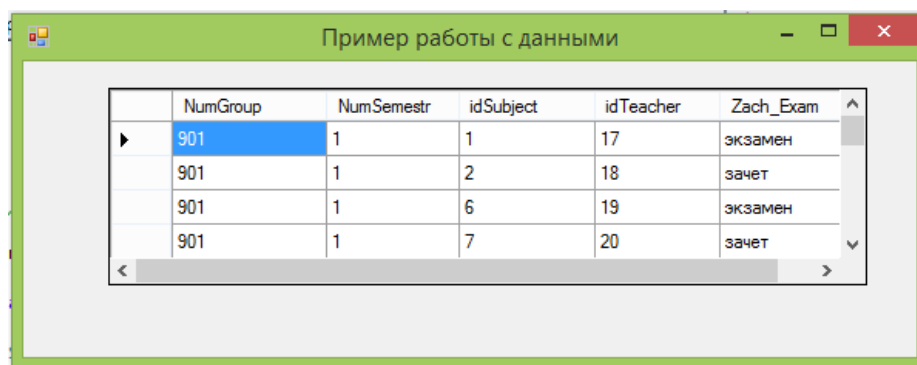 Пример работы с данными
NumGroup NumSemestr idSubject idTeacher Zach_Exam
901 1 1 17 экзамен
901 1 2 18 зачет
901 1 6 19 экзамен
901 1 7 20 зачет